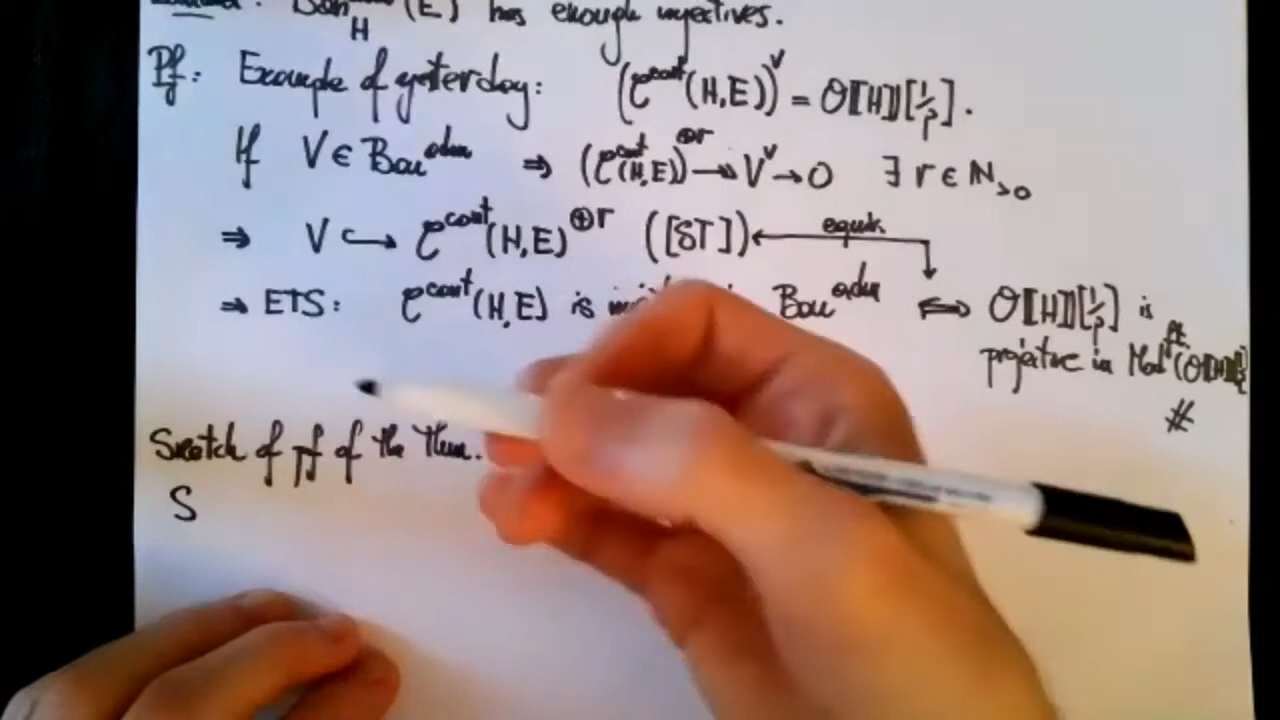 (E) has enough injectives.
H
Pf: Example of yesterday: (C^cont(H,E))^v = O[[H]][1/p].
If V ∈ Ban^adm ⇒ (C^cont(H,E))^⊕r ↠ V^v → 0 ∃ r ∈ N_>0
⇒ V ↪ C^cont(H,E)^⊕r ([ST]) equiv.
⇒ ETS: C^cont(H,E) is Ban^adm ⇔ O[[H]][1/p] is
projective in Mod^fg (O[[H]]
#
Sketch of pf of the Thm.
S